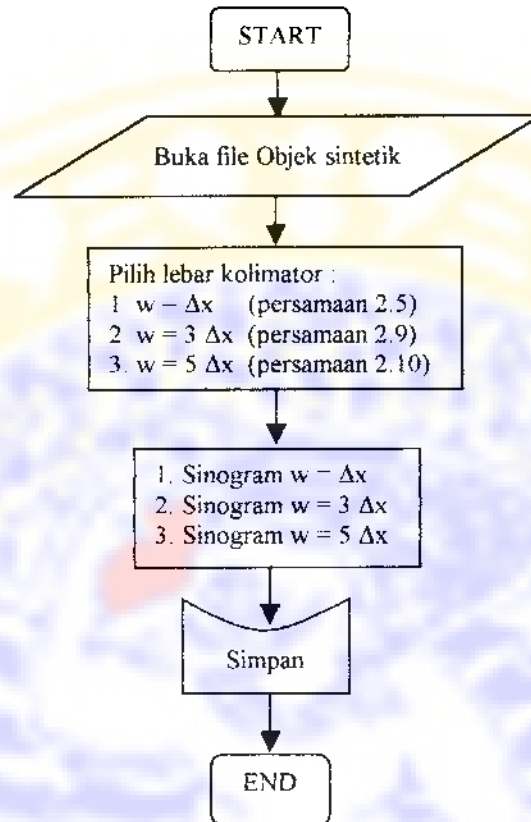 START
Buka file Objek sintetik
Pilih lebar kolimator :
1 w = Δx (persamaan 2.5)
2 w = 3 Δx (persamaan 2.9)
3. w = 5 Δx (persamaan 2.10)
1. Sinogram w = Δx
2. Sinogram w = 3 Δx
3. Sinogram w = 5 Δx
Simpan
END